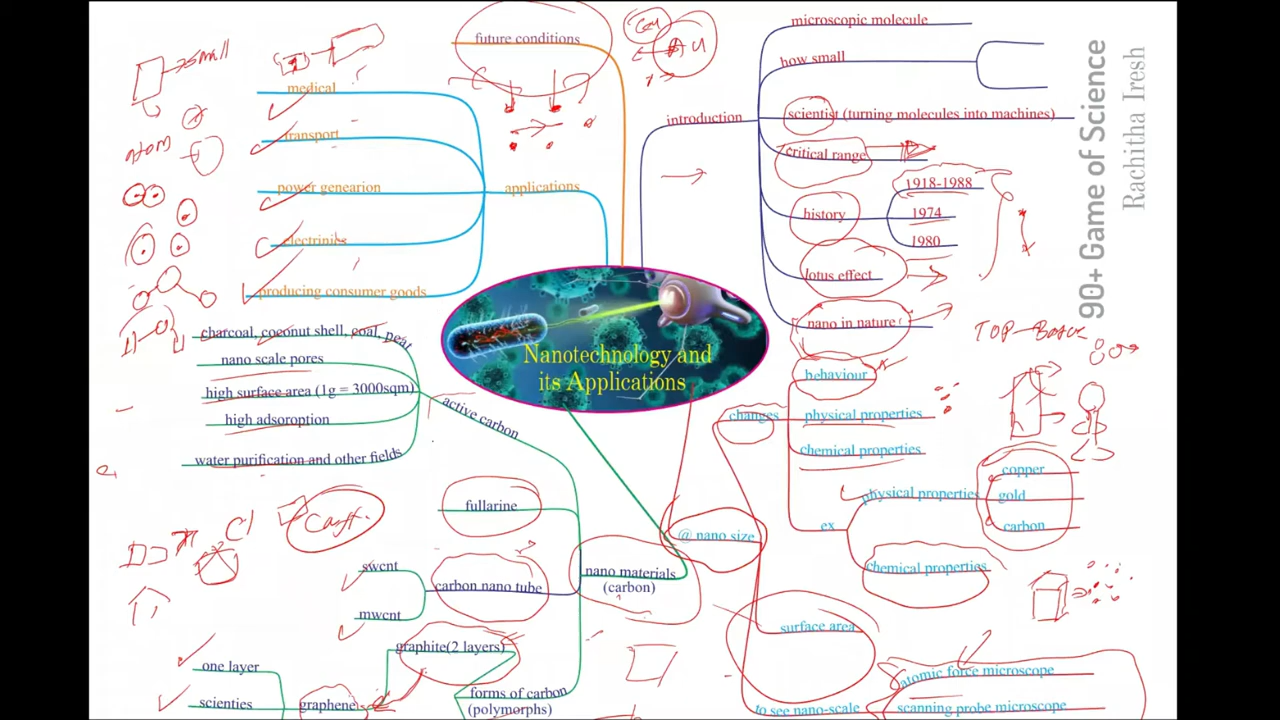 future conditions
small
medical
transport
power genearion
electrinics
producing consumer goods
applications
atom
microscopic molecule
how small
introduction
scientist (turning molecules into machines)
critical range
1918-1988
history
1974
1980
lotus effect
nano in nature
90+ Game of Science
Rachitha Iresh
Nanotechnology and
its Applications
charcoal, coconut shell, coal, peat
nano scale pores
high surface area (1g = 3000sqm)
high adsoroption
water purification and other fields
active carbon
behaviour
changes
physical properties
chemical properties
ex
physical properties
copper
gold
carbon
chemical properties
@ nano size
fullarine
nano materials
(carbon)
swcnt
carbon nano tube
mwcnt
graphite(2 layers)
one layer
scienties
graphene
forms of carbon
(polymorphs)
surface area
atomic force microscope
to see nano-scale
scanning probe microscope